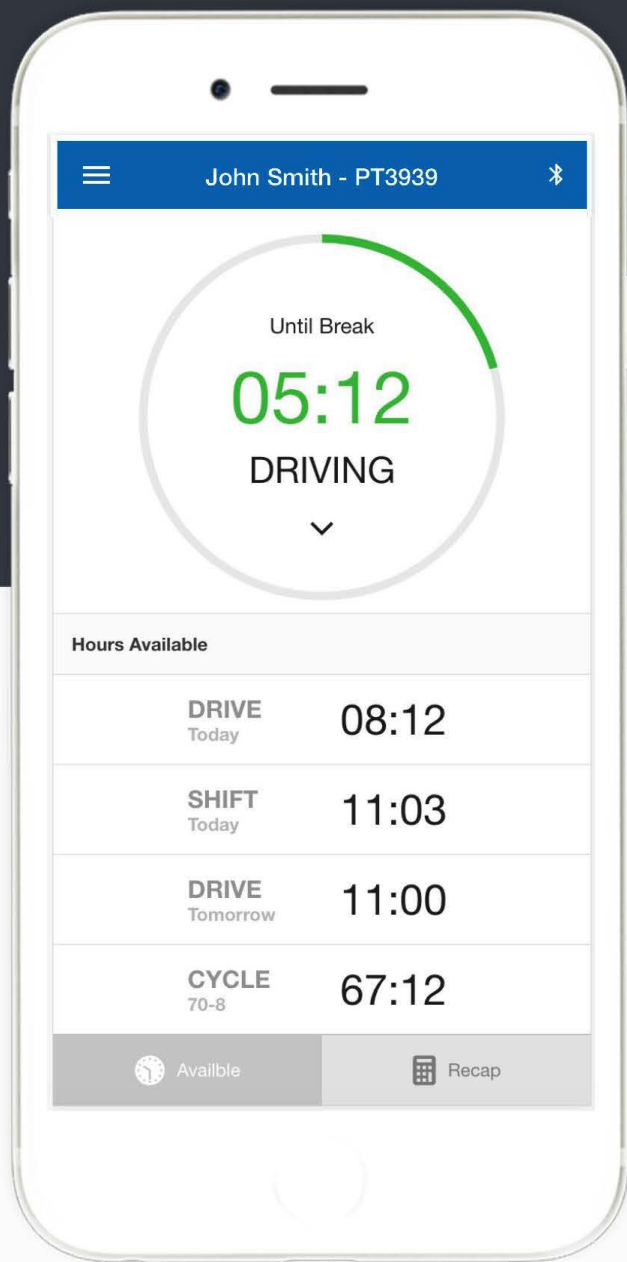 John Smith - PT3939
Until Break
05:12
DRIVING
Hours Available
DRIVE
Today
08:12
SHIFT
Today
11:03
DRIVE
Tomorrow
11:00
CYCLE
70-8
67:12
Availble
Recap